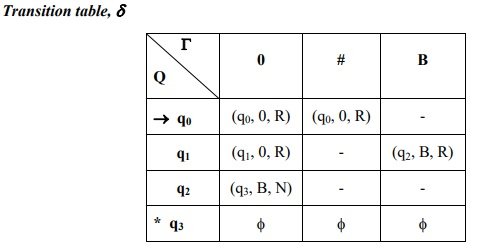 Transition table, δ
Γ
Q
0 # B
→ q₀ (q₀, 0, R) (q₀, 0, R) -
q₁ (q₁, 0, R) - (q₂, B, R)
q₂ (q₃, B, N) - -
* q₃ ϕ ϕ ϕ